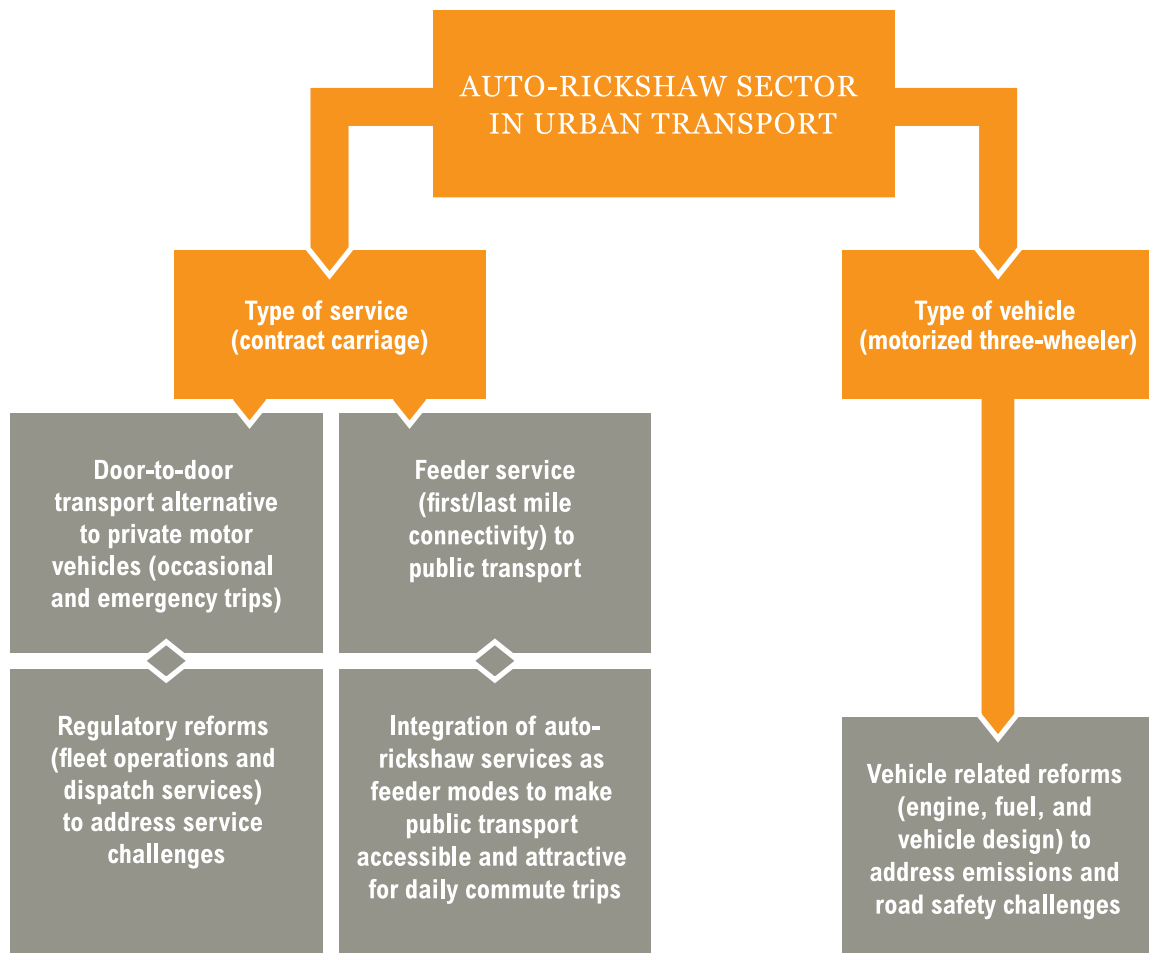 AUTO-RICKSHAW SECTOR
IN URBAN TRANSPORT
Type of service
(contract carriage)
Type of vehicle
(motorized three-wheeler)
Door-to-door
transport alternative
to private motor
vehicles (occasional
and emergency trips)
Feeder service
(first/last mile
connectivity) to
public transport
Regulatory reforms
(fleet operations and
dispatch services)
to address service
challenges
Integration of auto-
rickshaw services as
feeder modes to make
public transport
accessible and attractive
for daily commute trips
Vehicle related reforms
(engine, fuel, and
vehicle design) to
address emissions and
road safety challenges